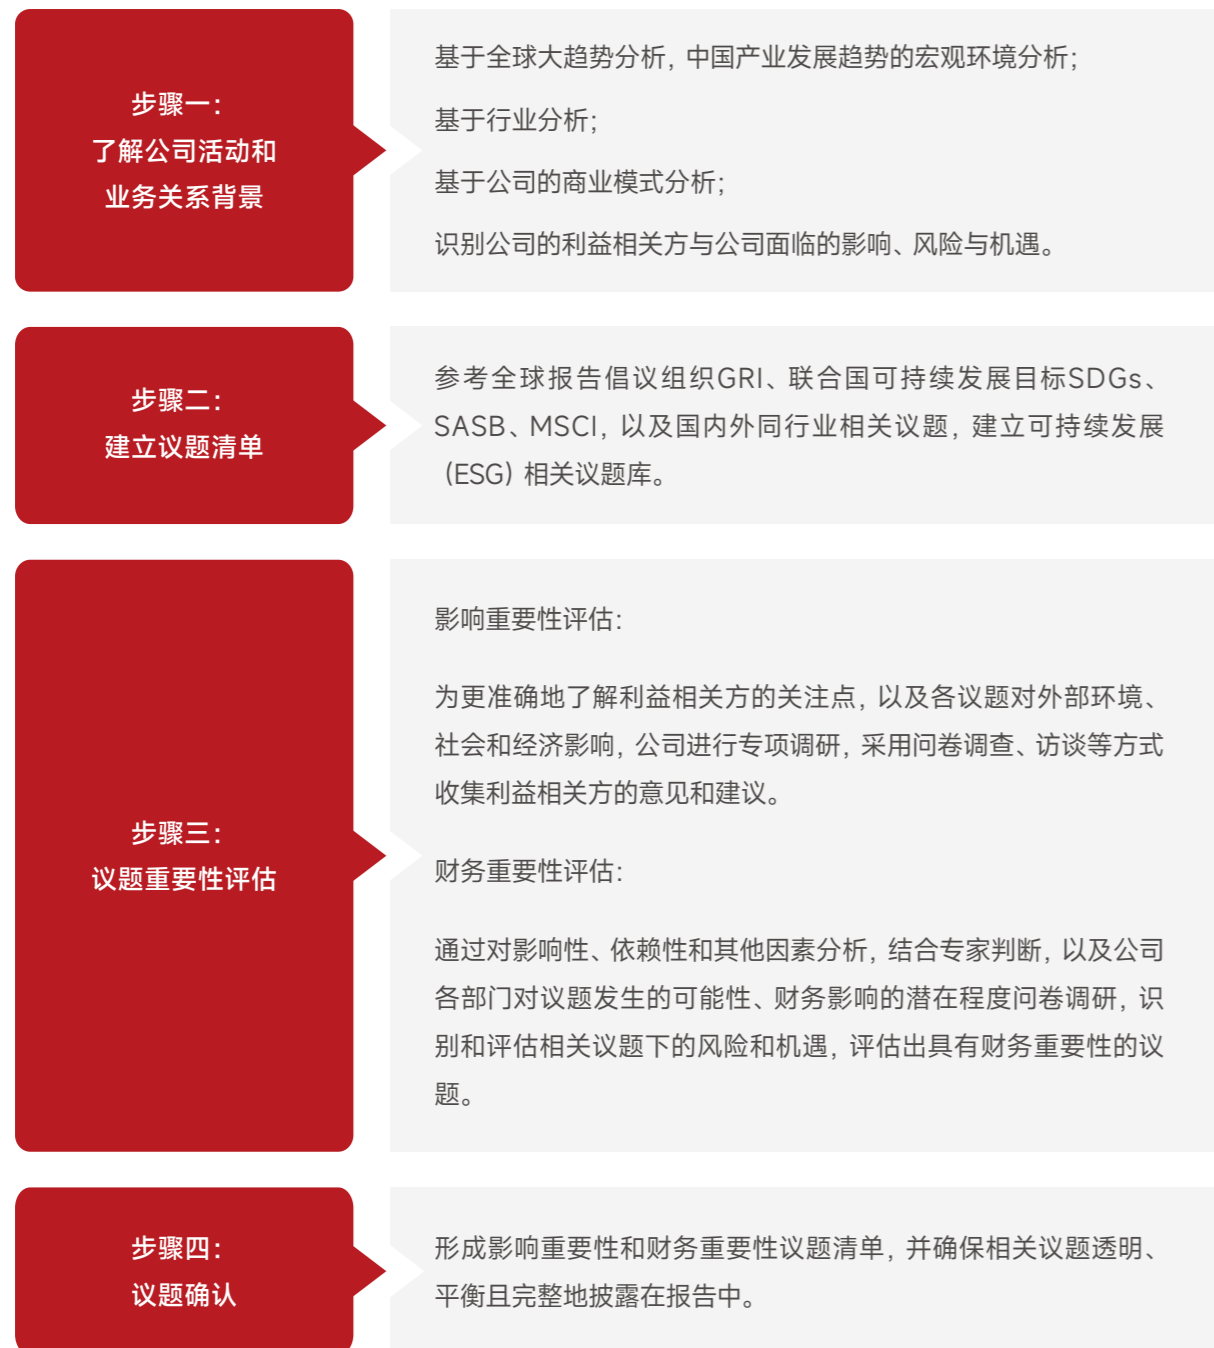 步骤一：
了解公司活动和
业务关系背景
基于全球大趋势分析，中国产业发展趋势的宏观环境分析；
基于行业分析；
基于公司的商业模式分析；
识别公司的利益相关方与公司面临的影响、风险与机遇。
步骤二：
建立议题清单
参考全球报告倡议组织GRI、联合国可持续发展目标SDGs、
SASB、MSCI，以及国内外同行业相关议题，建立可持续发展
（ESG）相关议题库。
步骤三：
议题重要性评估
影响重要性评估：
为更准确地了解利益相关方的关注点，以及各议题对外部环境、
社会和经济影响，公司进行专项调研，采用问卷调查、访谈等方式
收集利益相关方的意见和建议。
财务重要性评估：
通过对影响性、依赖性和其他因素分析，结合专家判断，以及公司
各部门对议题发生的可能性、财务影响的潜在程度问卷调研，识
别和评估相关议题下的风险和机遇，评估出具有财务重要性的议
题。
步骤四：
议题确认
形成影响重要性和财务重要性议题清单，并确保相关议题透明、
平衡且完整地披露在报告中。